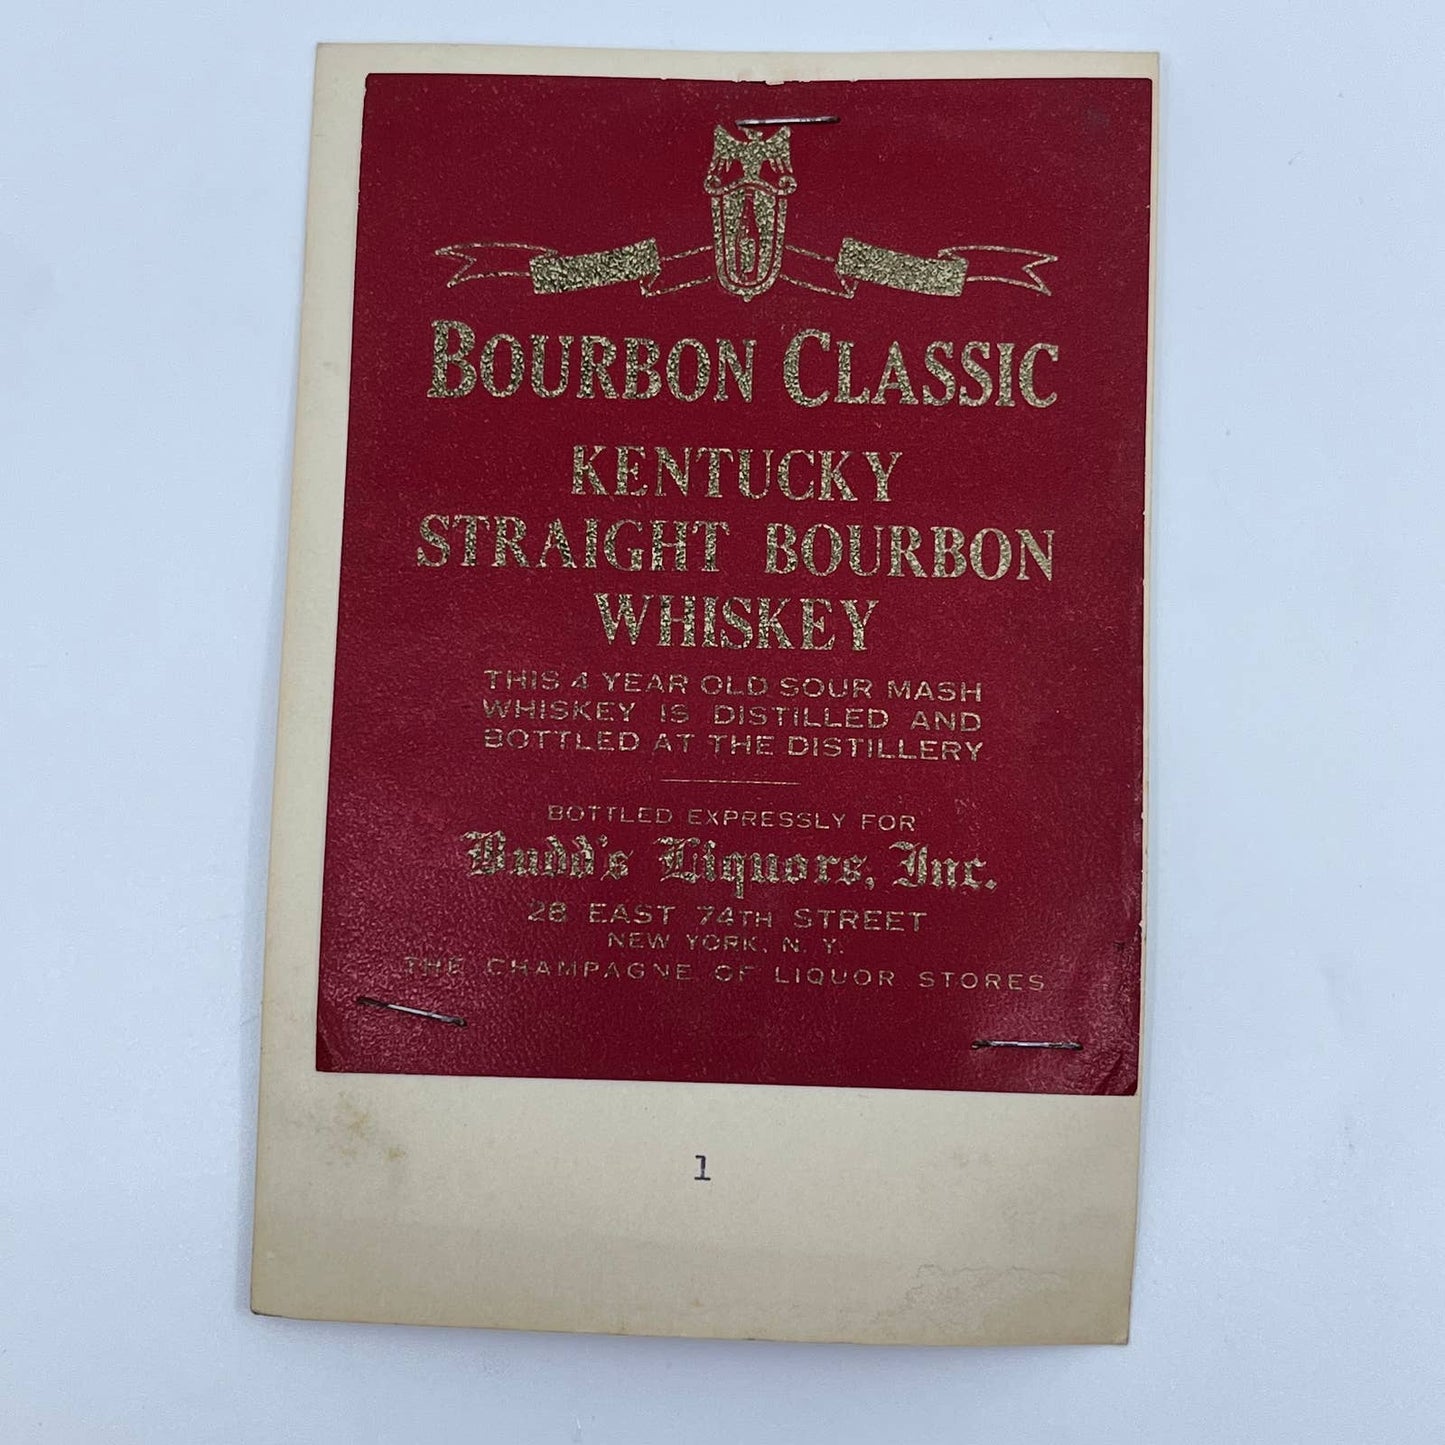 BOURBON CLASSIC
KENTUCKY
STRAIGHT BOURBON
WHISKEY
THIS 4 YEAR OLD SOUR MASH
WHISKEY IS DISTILLED AND
BOTTLED AT THE DISTILLERY
BOTTLED EXPRESSLY FOR
Budd's Liquors, Inc.
28 EAST 74TH STREET
NEW YORK, N. Y.
THE CHAMPAGNE OF LIQUOR STORES
1